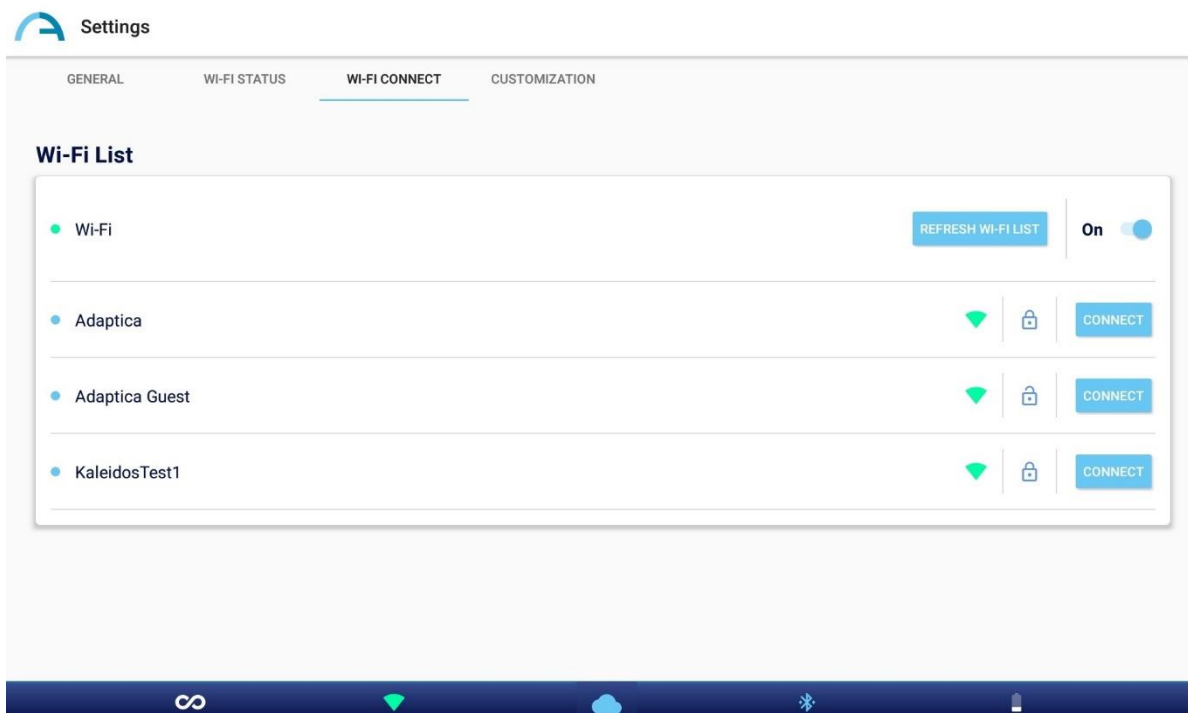 Settings
GENERAL WI-FI STATUS WI-FI CONNECT CUSTOMIZATION
Wi-Fi List
Wi-Fi REFRESH WI-FI LIST On
Adaptica CONNECT
Adaptica Guest CONNECT
KaleidosTest1 CONNECT